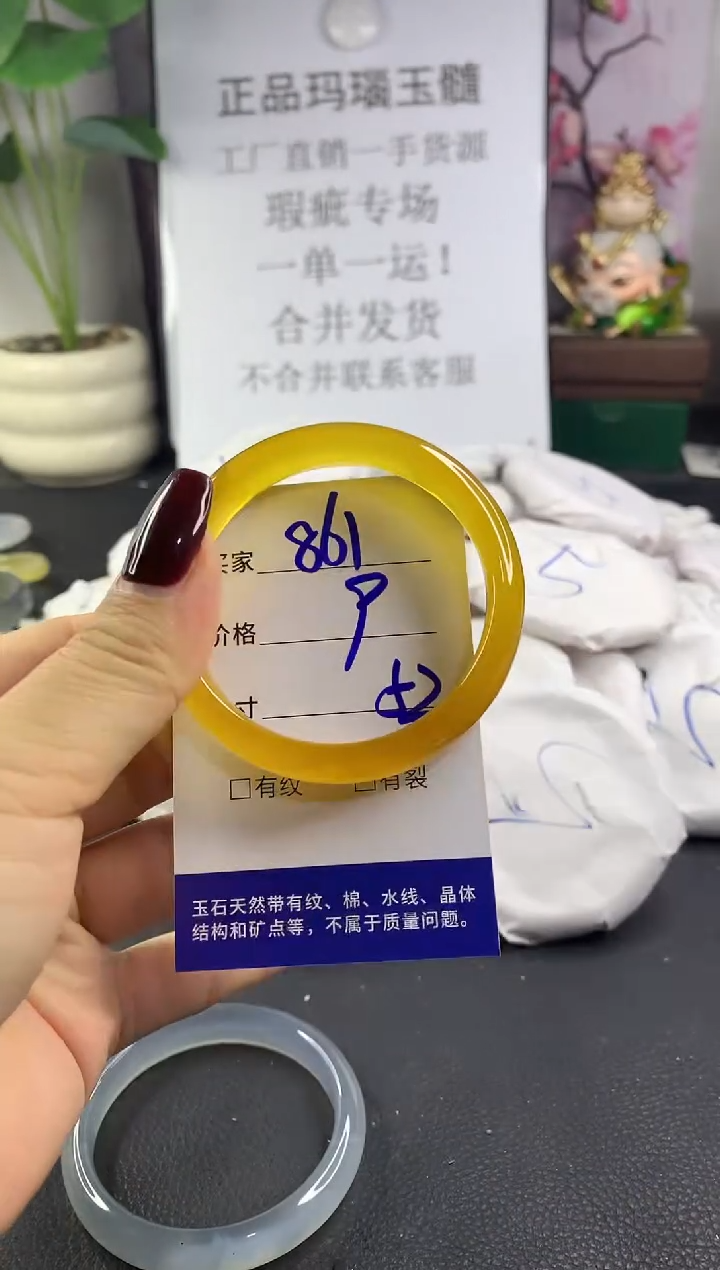 正品玛瑙玉髓
工厂直销一手货源
瑕疵专场
一单一运！
合并发货
不合并联系客服
买家 861
价格
寸
□有纹 □有裂
玉石天然带有纹、棉、水线、晶体
结构和矿点等，不属于质量问题。
5